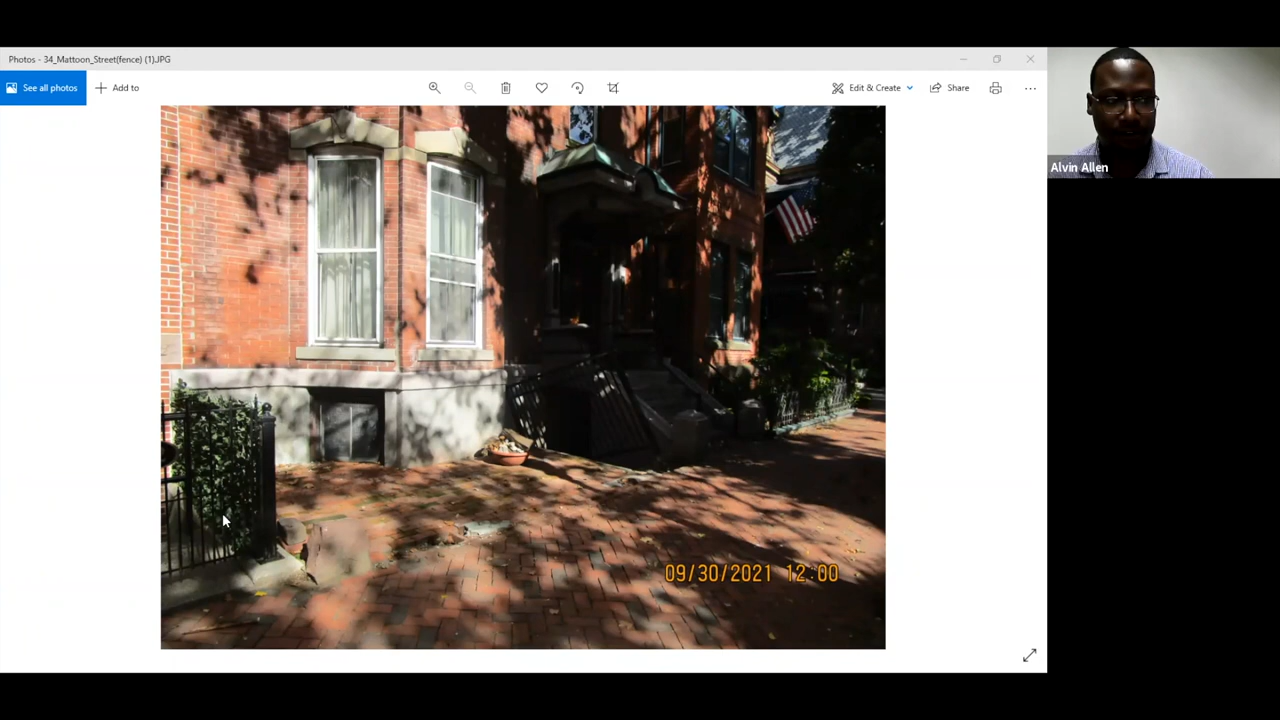 Photos - 34_Mattoon_Street(fence) (1).JPG
See all photos
Add to
Edit & Create
Share
Alvin Allen
09/30/2021 12:00